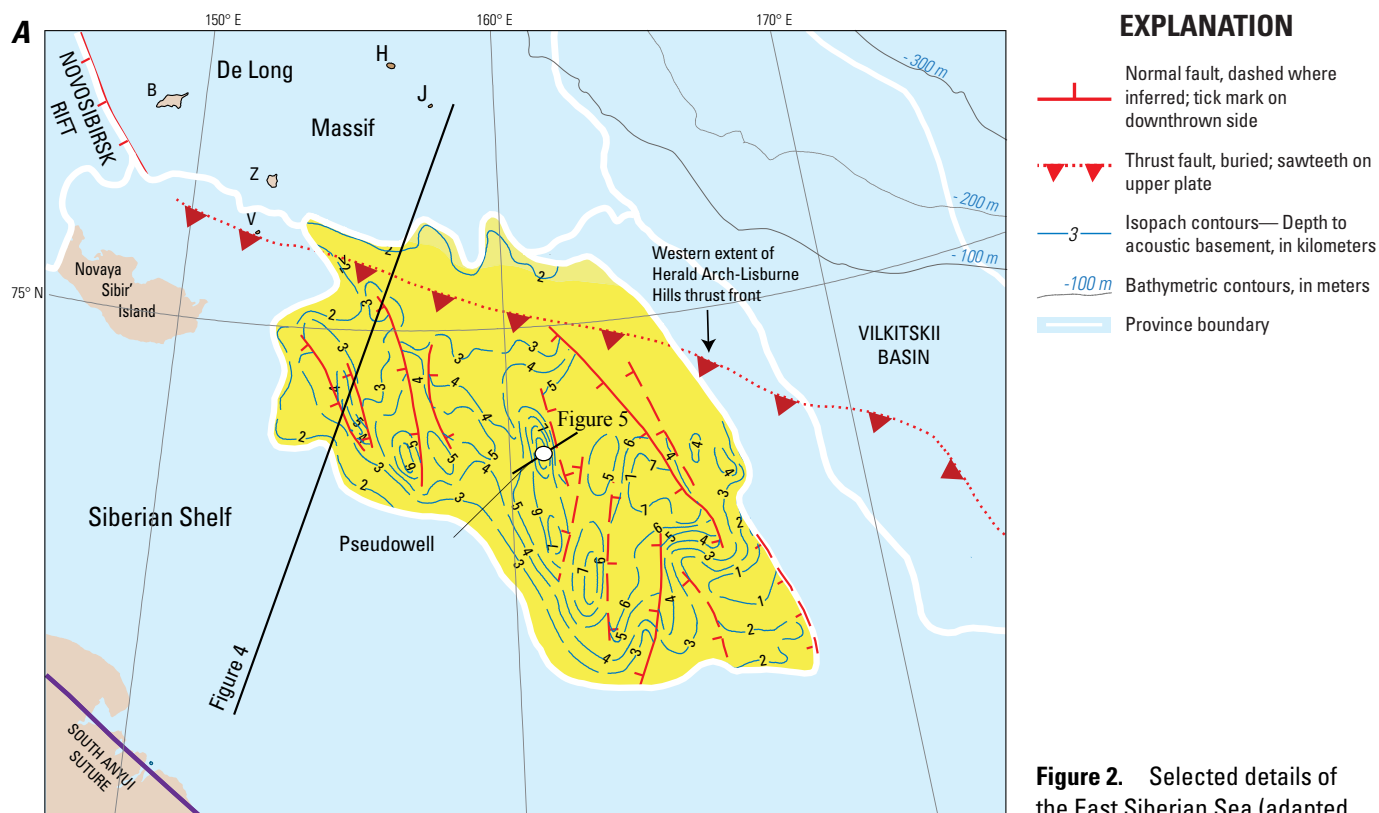 A
150° E
160° E
170° E
NOVOSIBIRSK
RIFT
De Long
Massif
B
H
J
Z
V
- 300 m
- 200 m
- 100 m
Novaya
Sibir'
Island
75° N
Western extent of
Herald Arch-Lisburne
Hills thrust front
VILKITSKII
BASIN
Figure 5
Siberian Shelf
Pseudowell
Figure 4
SOUTH ANYUI
SUTURE
EXPLANATION
Normal fault, dashed where
inferred; tick mark on
downthrown side
Thrust fault, buried; sawteeth on
upper plate
3
Isopach contours— Depth to
acoustic basement, in kilometers
-100 m
Bathymetric contours, in meters
Province boundary
Figure 2. Selected details of
the East Siberian Sea (adapted